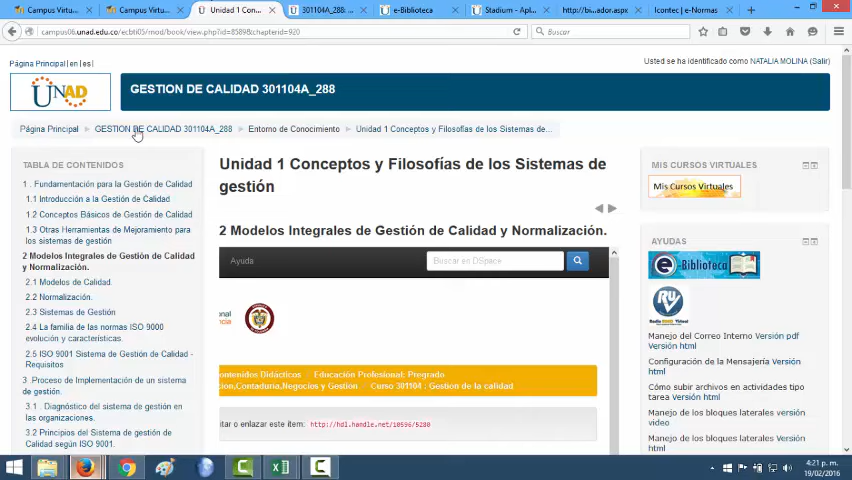 Campus Virtu...
Campus Virtu...
Unidad 1 Con...
301104A_288: ...
e-Biblioteca
Stadium - Apl...
http://bi...ador.aspx
Icontec | e-Normas
campus06.unad.edu.co/ecbti05/mod/book/view.php?id=8589&chapterid=920
Buscar
Página Principal | en | es |
Usted se ha identificado como NATALIA MOLINA (Salir)
UNAD
GESTION DE CALIDAD 301104A_288
Página Principal ► GESTION DE CALIDAD 301104A_288 ► Entorno de Conocimiento ► Unidad 1 Conceptos y Filosofías de los Sistemas de...
TABLA DE CONTENIDOS
1 . Fundamentación para la Gestión de Calidad
1.1 Introducción a la Gestión de Calidad
1.2 Conceptos Básicos de Gestión de Calidad
1.3 Otras Herramientas de Mejoramiento para
los sistemas de gestión
2 Modelos Integrales de Gestión de Calidad
y Normalización.
2.1 Modelos de Calidad.
2.2 Normalización.
2.3 Sistemas de Gestión
2.4 La familia de las normas ISO 9000
evolución y características.
2.5 ISO 9001 Sistema de Gestión de Calidad -
Requisitos
3 .Proceso de Implementación de un sistema
de gestión.
3.1 . Diagnóstico del sistema de gestión en
las organizaciones.
3.2 Principios del Sistema de gestión de
Calidad según ISO 9001.
Unidad 1 Conceptos y Filosofías de los Sistemas de
gestión
2 Modelos Integrales de Gestión de Calidad y Normalización.
Ayuda
Buscar en DSpace
onal
encia
ontenidos Didácticos
Educación Profesional: Pregrado
ion,Contaduría,Negocios y Gestión
Curso 301104 : Gestión de la calidad
itar o enlazar este ítem: http://hdl.handle.net/10596/5280
MIS CURSOS VIRTUALES
Mis Cursos Virtuales
AYUDAS
e-Biblioteca
Manejo del Correo Interno Versión pdf
Versión html
Configuración de la Mensajería Versión
html
Cómo subir archivos en actividades tipo
tarea Versión html
Manejo de los bloques laterales versión
video
Manejo de los bloques laterales Versión
html
4:21 p. m.
19/02/2016